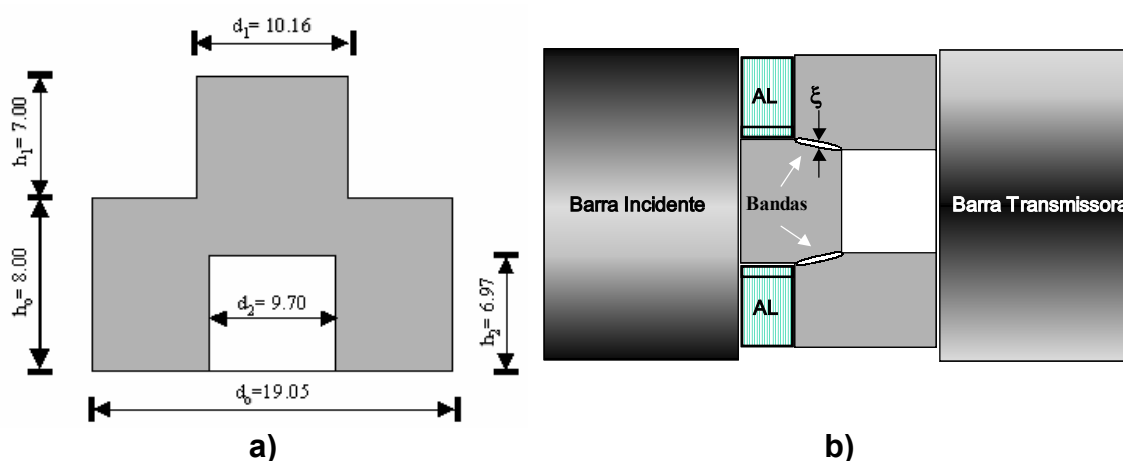 d₁= 10.16
h₁= 7.00
h₀= 8.00
d₂= 9.70
h₂= 6.97
d₀=19.05
a)
AL
ξ
Barra Incidente
Bandas
Barra Transmissora
AL
b)